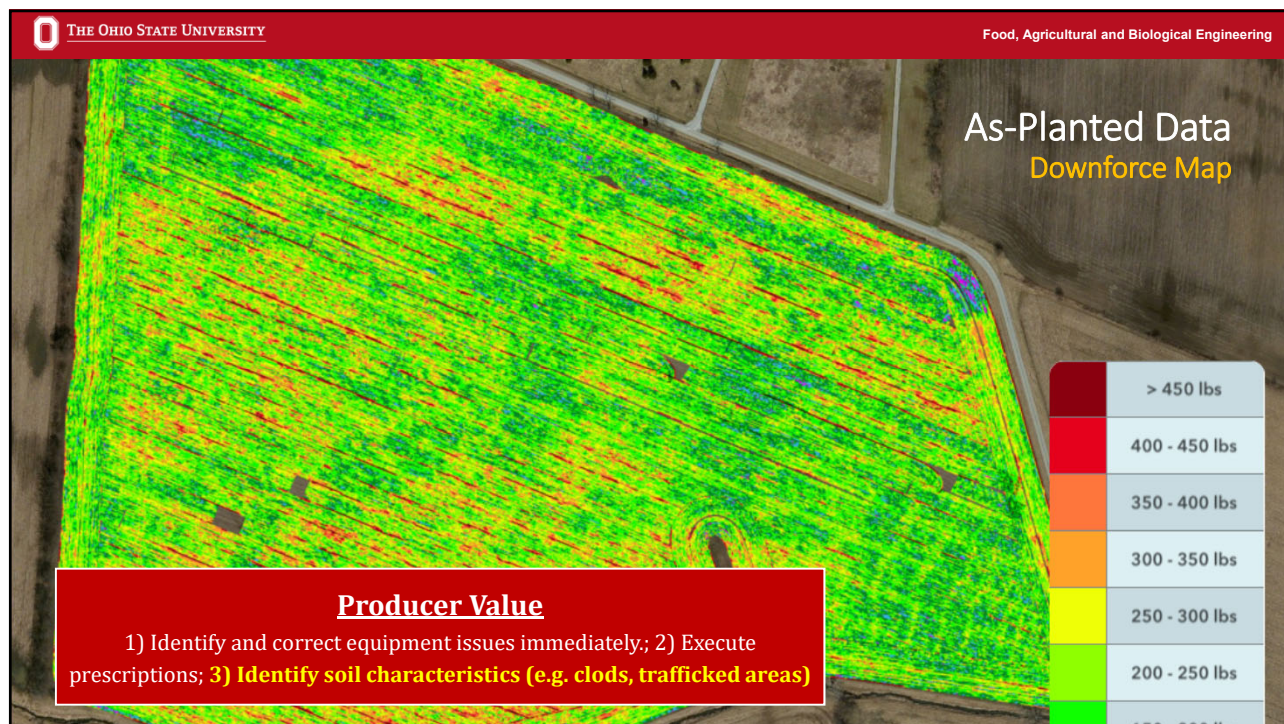 THE OHIO STATE UNIVERSITY
Food, Agricultural and Biological Engineering
As-Planted Data
Downforce Map
> 450 lbs
400 - 450 lbs
350 - 400 lbs
300 - 350 lbs
250 - 300 lbs
200 - 250 lbs
Producer Value
1) Identify and correct equipment issues immediately.; 2) Execute
prescriptions; 3) Identify soil characteristics (e.g. clods, trafficked areas)